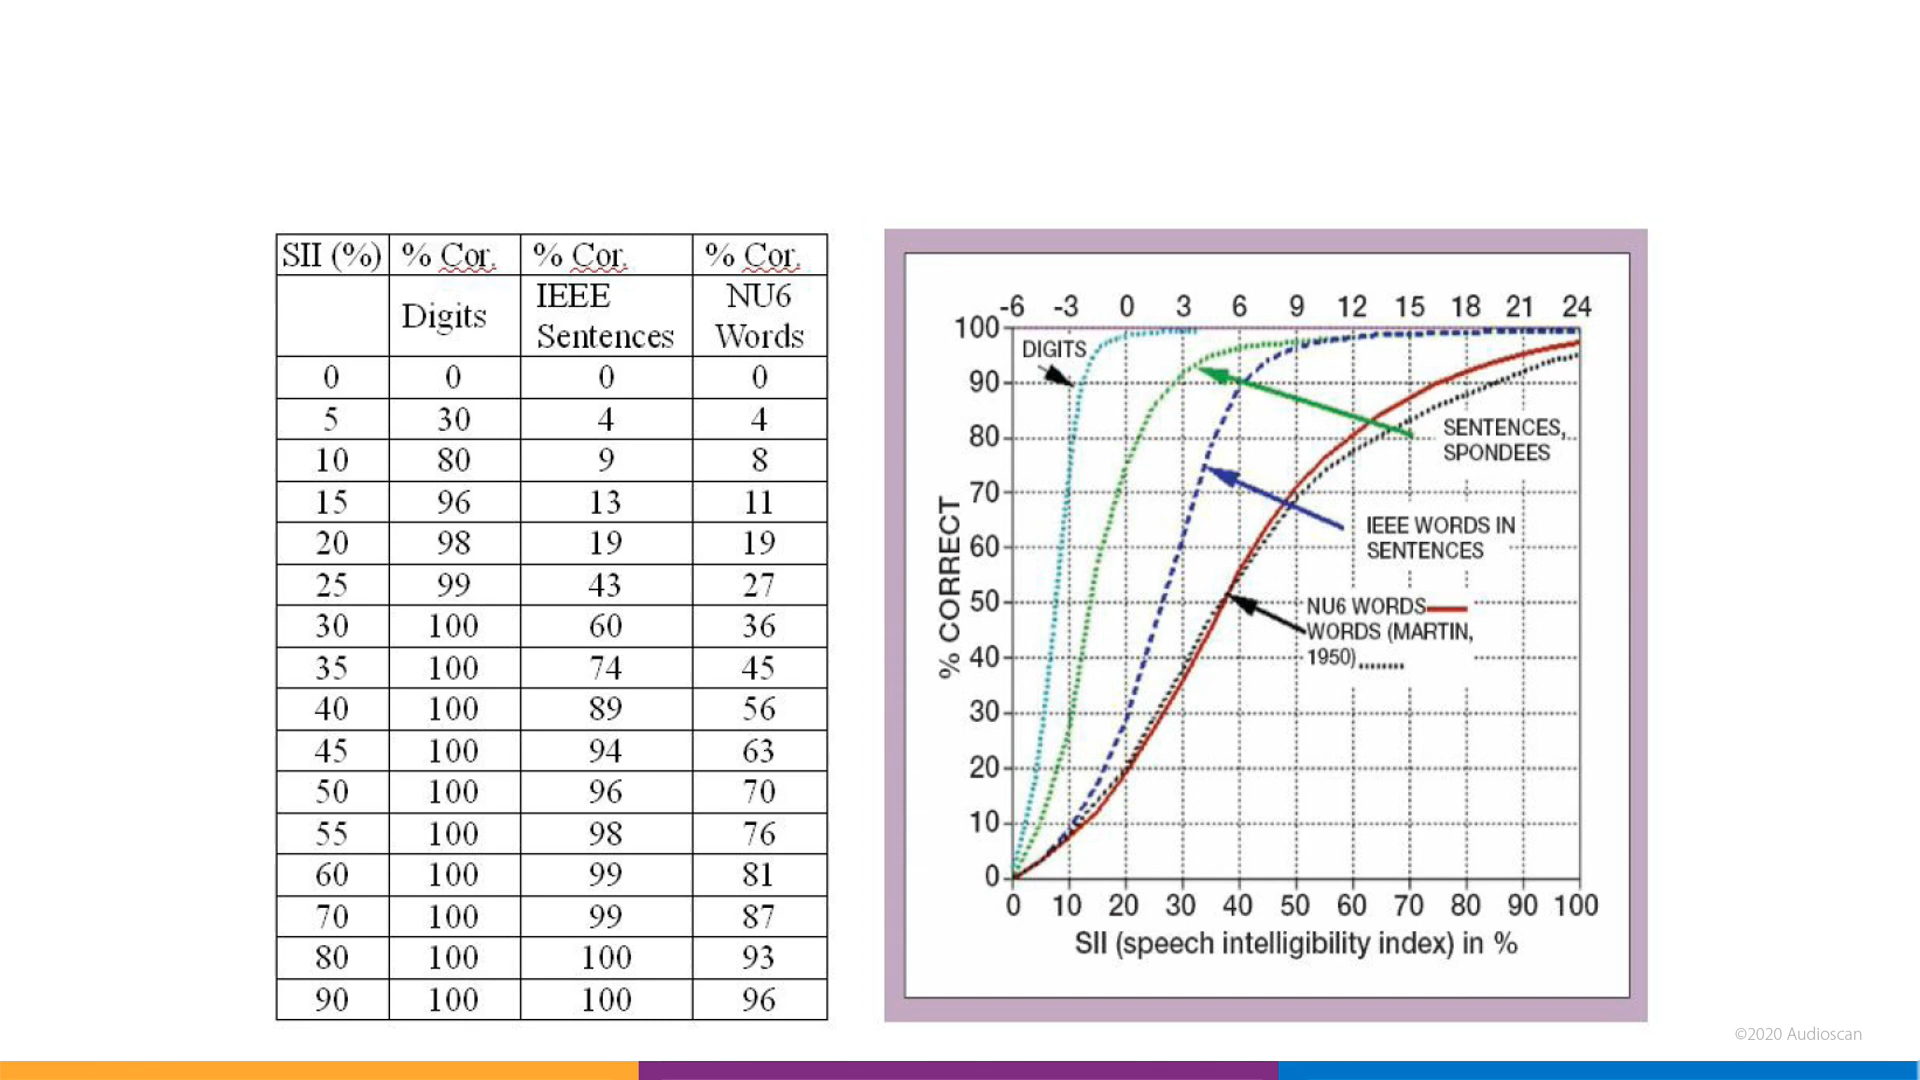 SII (%) % Cor. % Cor. % Cor.
Digits IEEE Sentences NU6 Words
0 0 0 0
5 30 4 4
10 80 9 8
15 96 13 11
20 98 19 19
25 99 43 27
30 100 60 36
35 100 74 45
40 100 89 56
45 100 94 63
50 100 96 70
55 100 98 76
60 100 99 81
70 100 99 87
80 100 100 93
90 100 100 96
-6 -3 0 3 6 9 12 15 18 21 24
100
90
80
70
60
50
40
30
20
10
0
% CORRECT
DIGITS
SENTENCES,
SPONDEES
IEEE WORDS IN
SENTENCES
NU6 WORDS
WORDS (MARTIN,
1950)
0 10 20 30 40 50 60 70 80 90 100
SII (speech intelligibility index) in %
©2020 Audioscan